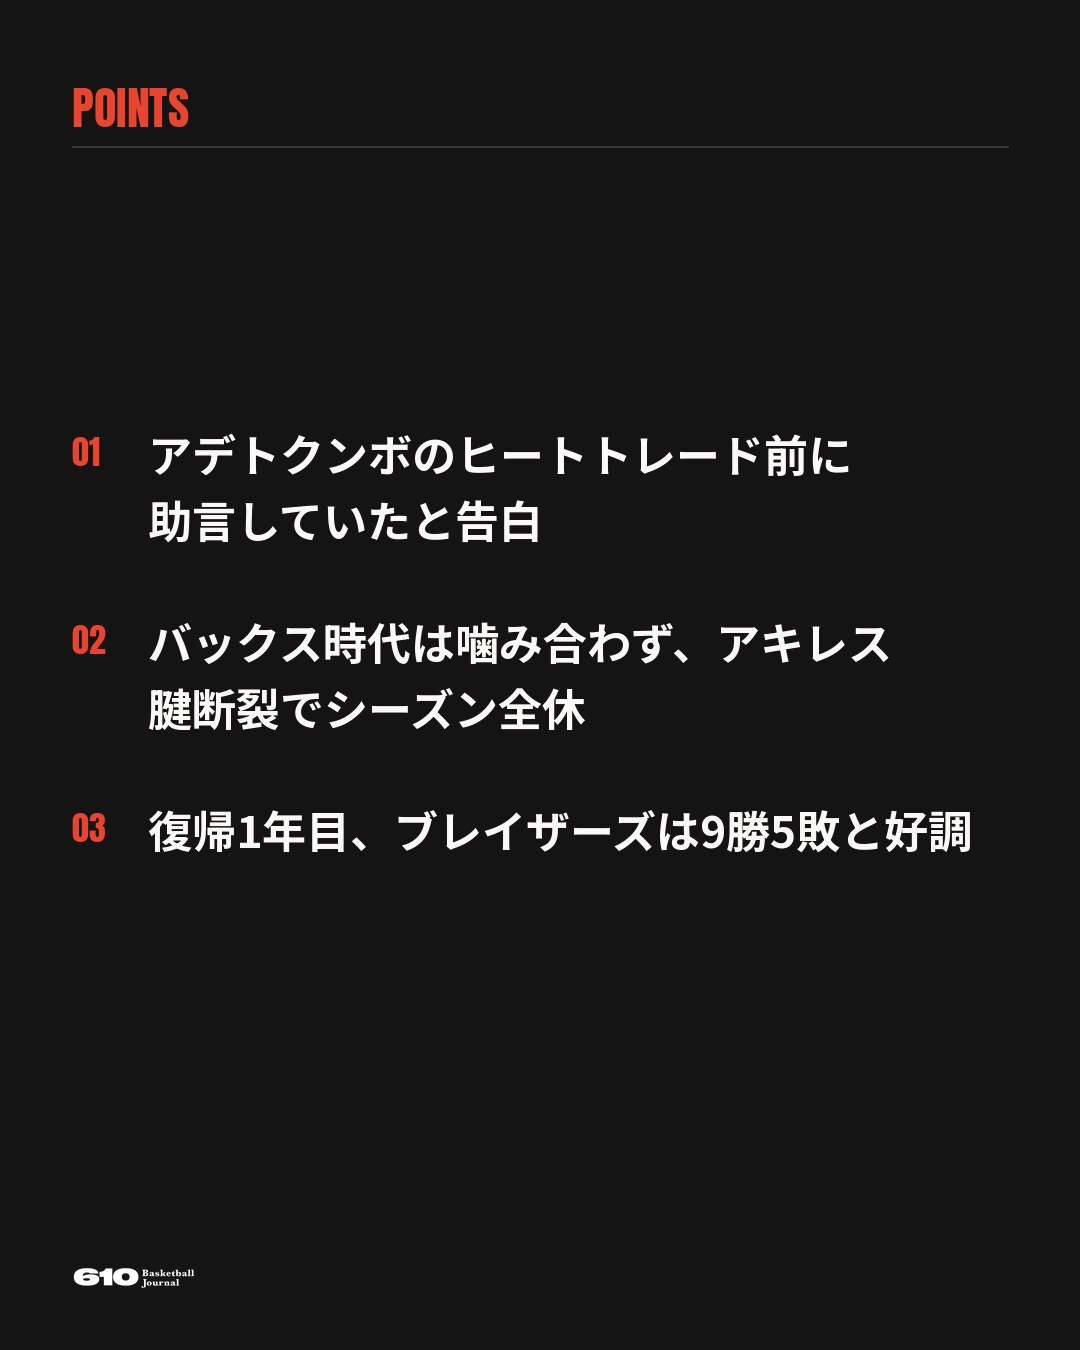 POINTS
01 アデトクンボのヒートトレード前に
助言していたと告白
02 バックス時代は噛み合わず、アキレス
腱断裂でシーズン全休
03 復帰1年目、ブレイザーズは9勝5敗と好調
610 Basketball
Journal